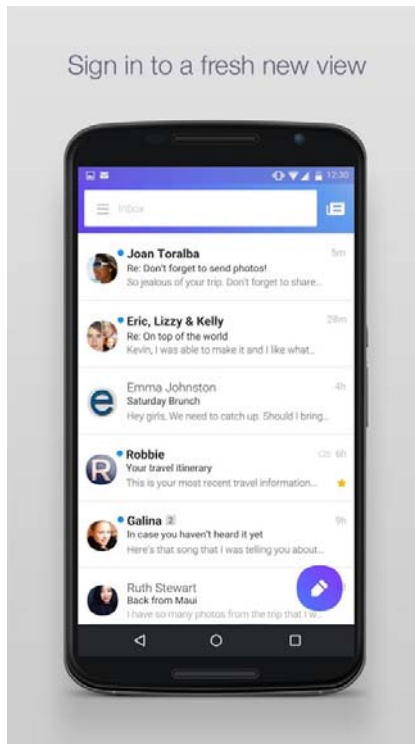 Sign in to a fresh new view
12:30
Inbox
Joan Toralba 5m
Re: Don't forget to send photos!
So jealous of your trip. Don't forget to share...
Eric, Lizzy & Kelly 28m
Re: On top of the world
Kevin, I was able to make it and I like what...
e Emma Johnston 4h
Saturday Brunch
Hey girls, We need to catch up. Should I bring...
R Robbie 6h
Your travel itinerary
This is your most recent travel information...
Galina 2 9h
In case you haven't heard it yet
Here's that song that I was telling you about...
Ruth Stewart
Back from Maui
I have so many photos from the trip that I w...